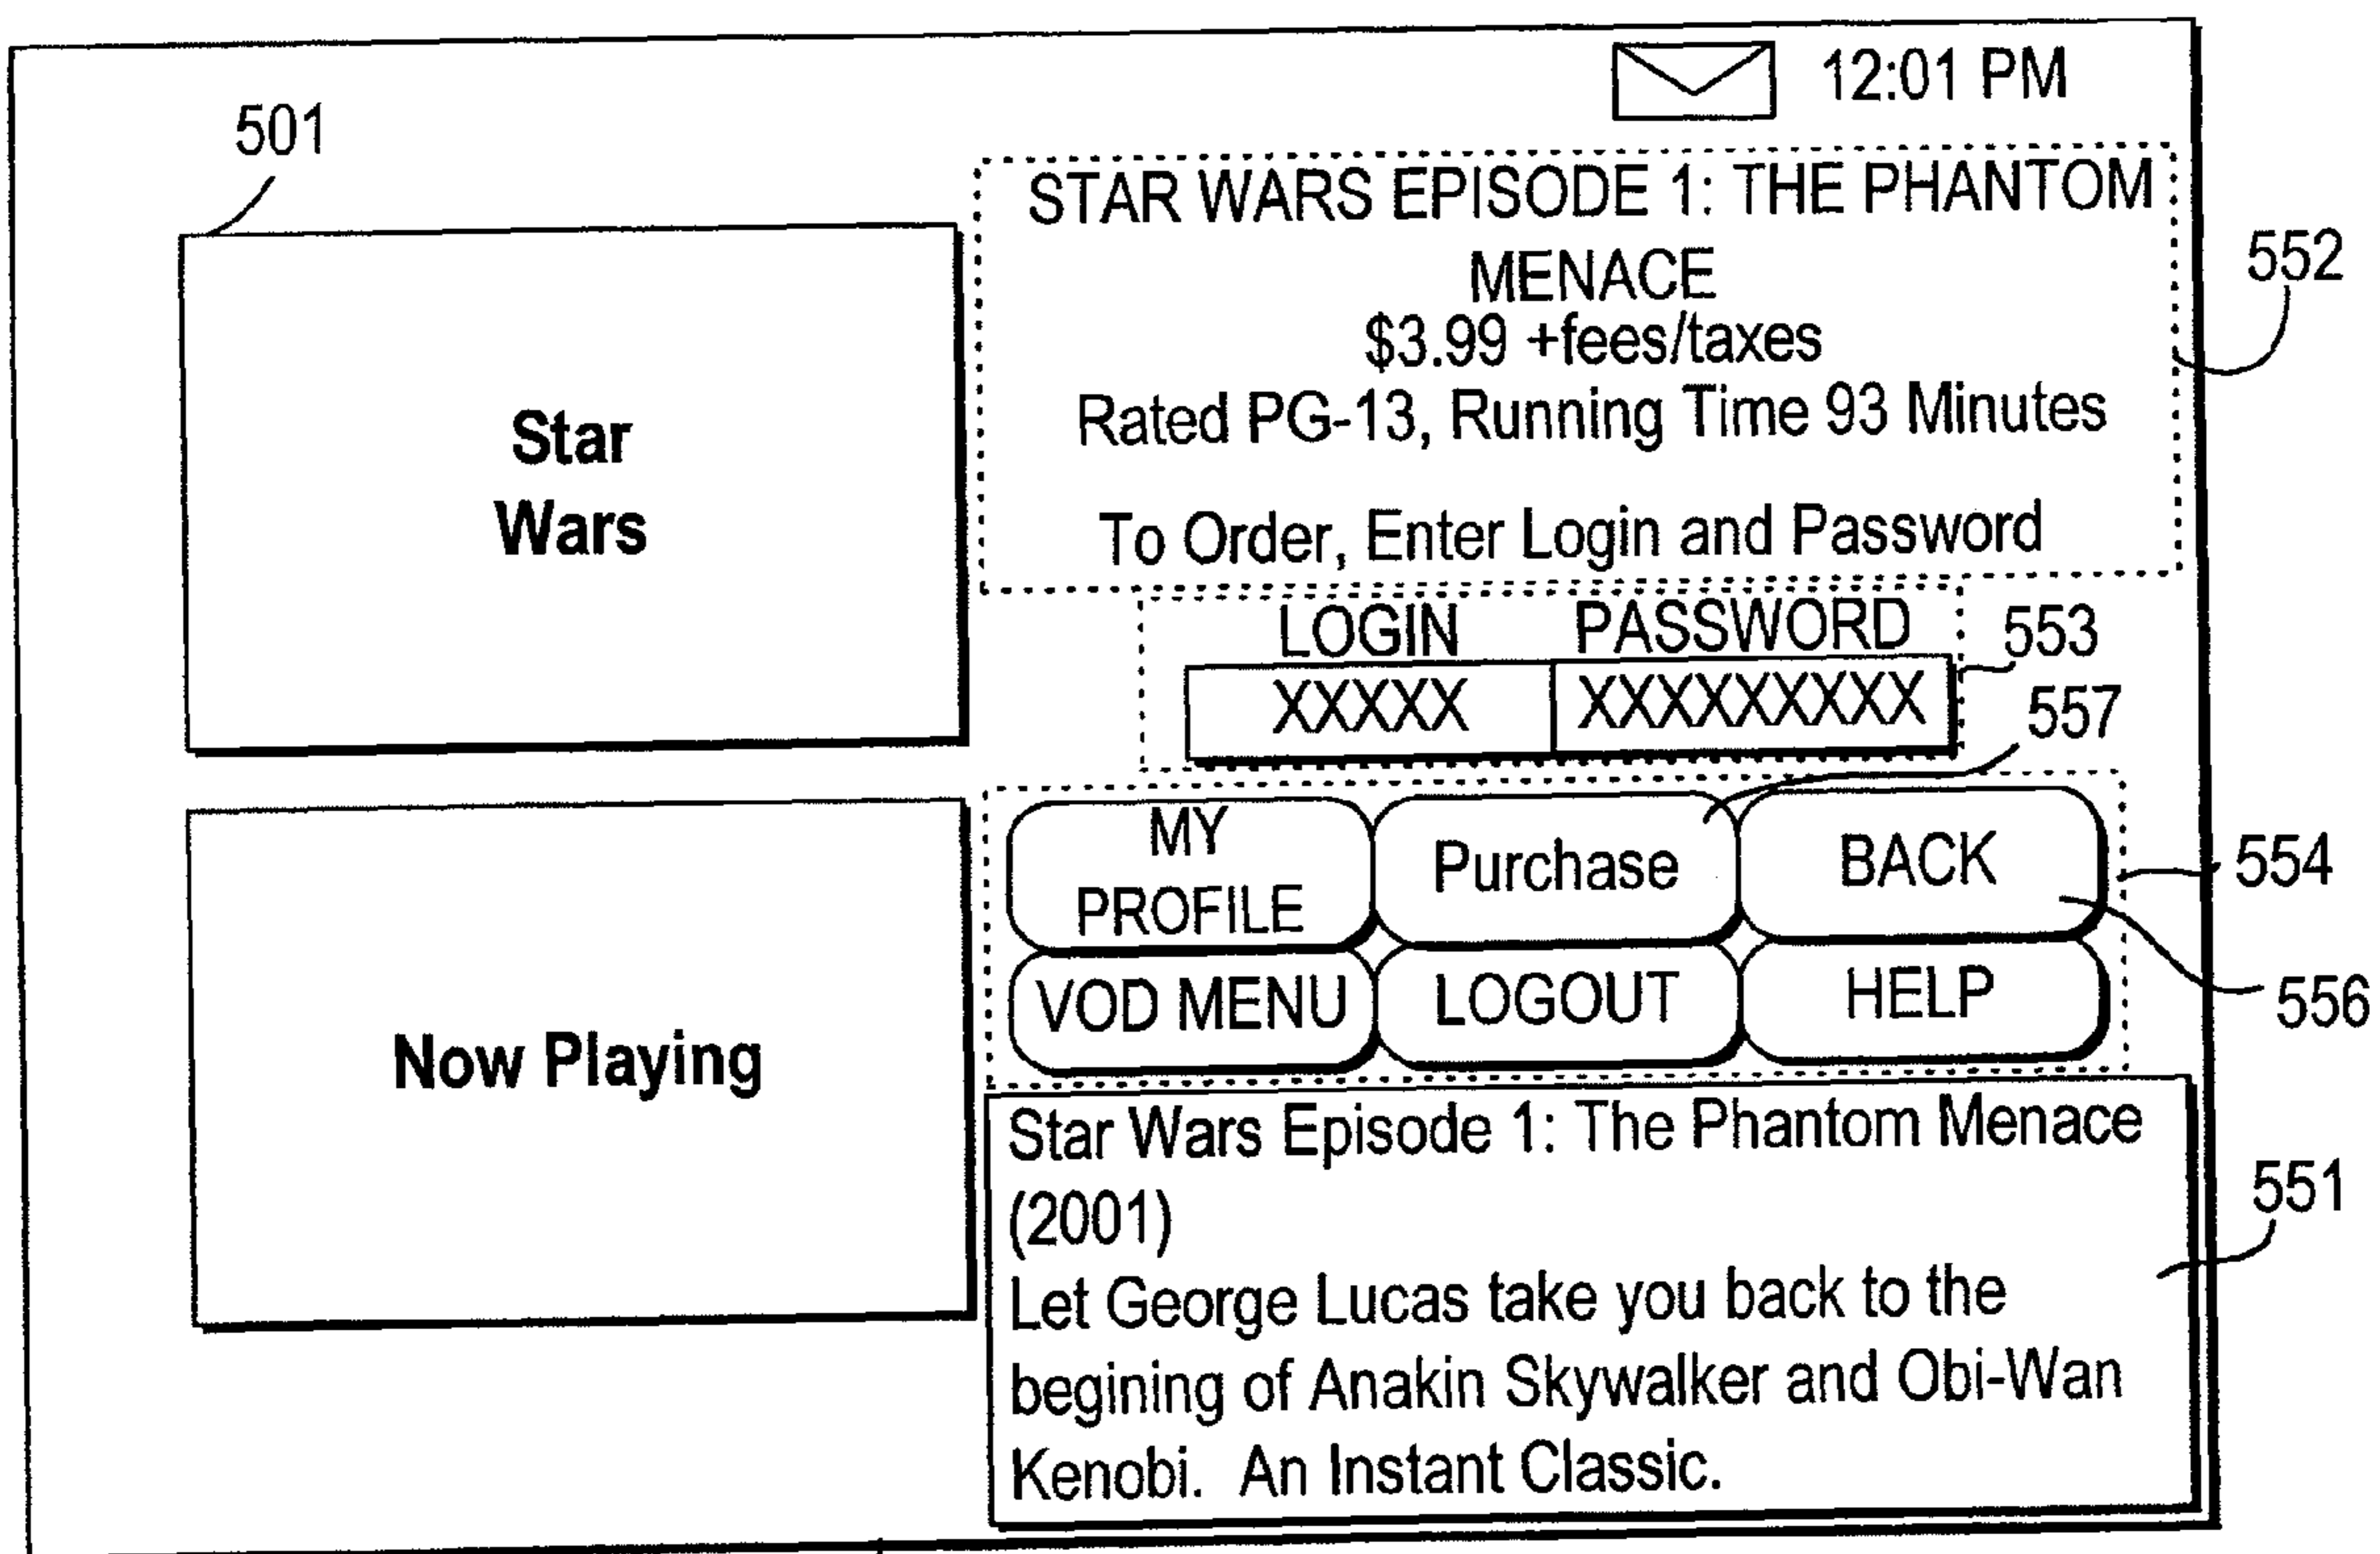 12:01 PM
501
STAR WARS EPISODE 1: THE PHANTOM
MENACE
$3.99 +fees/taxes
Rated PG-13, Running Time 93 Minutes
To Order, Enter Login and Password
552
Star
Wars
LOGIN PASSWORD
553
XXXXX XXXXXXXXX
557
MY
PROFILE
Purchase
BACK
554
VOD MENU
LOGOUT
HELP
556
Now Playing
Star Wars Episode 1: The Phantom Menace
(2001)
551
Let George Lucas take you back to the
begining of Anakin Skywalker and Obi-Wan
Kenobi. An Instant Classic.